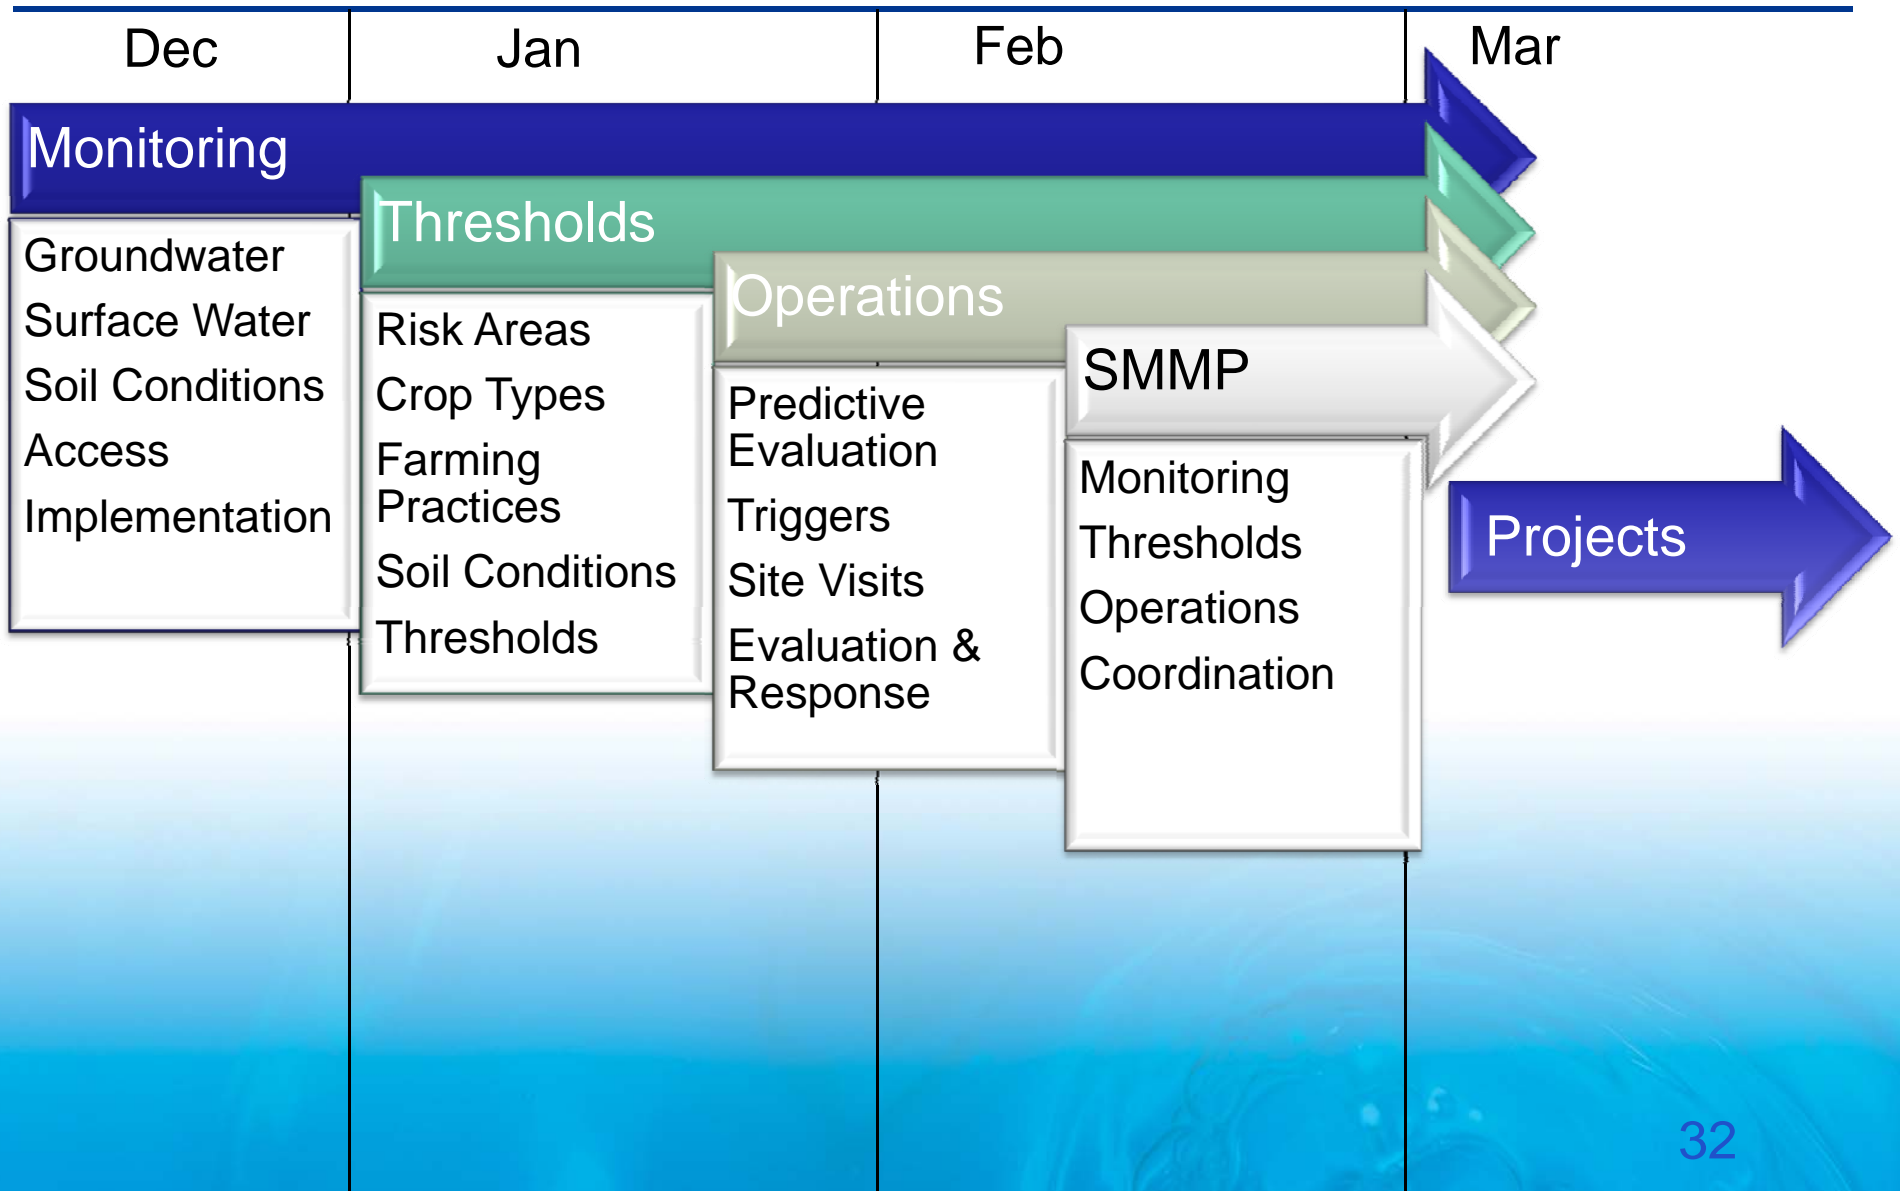 Dec
Jan
Feb
Mar
Monitoring
Groundwater
Surface Water
Soil Conditions
Access
Implementation
Thresholds
Risk Areas
Crop Types
Farming
Practices
Soil Conditions
Thresholds
Operations
Predictive
Evaluation
Triggers
Site Visits
Evaluation &
Response
SMMP
Monitoring
Thresholds
Operations
Coordination
Projects
32